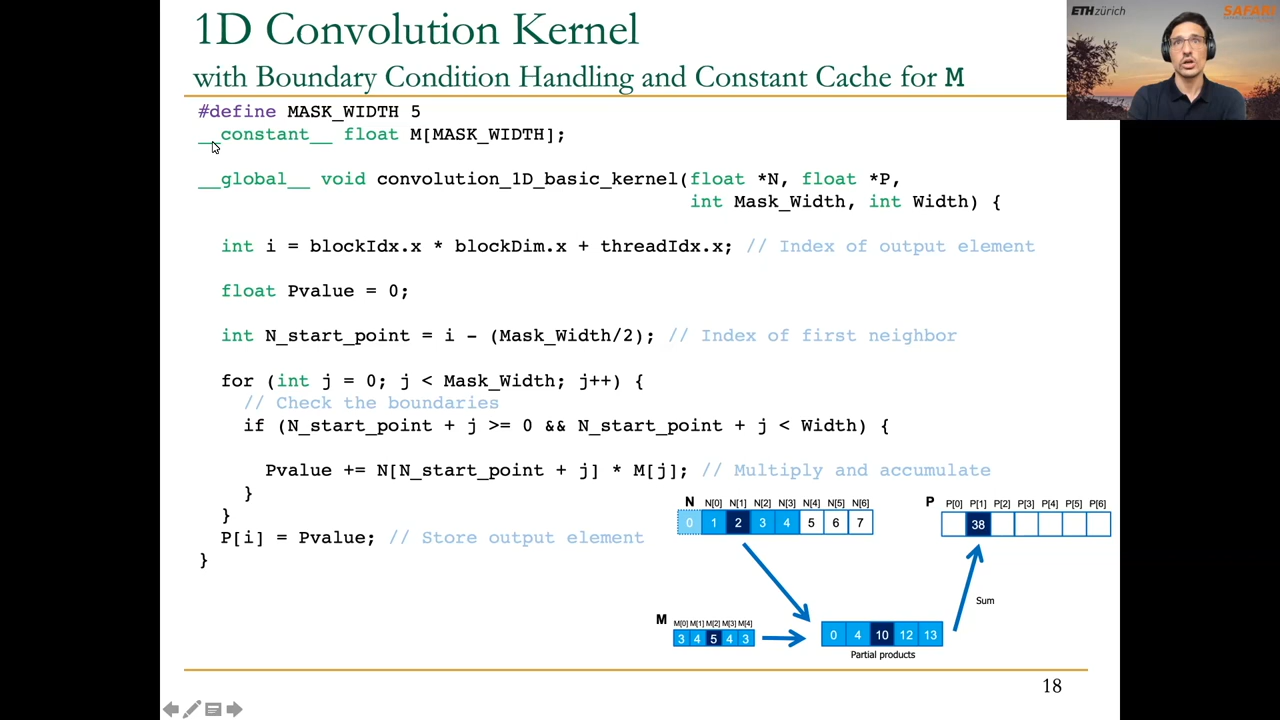 1D Convolution Kernel
with Boundary Condition Handling and Constant Cache for M
ETH zürich
SAFARI
#define MASK_WIDTH 5
__constant__ float M[MASK_WIDTH];
__global__ void convolution_1D_basic_kernel(float *N, float *P,
int Mask_Width, int Width) {
int i = blockIdx.x * blockDim.x + threadIdx.x; // Index of output element
float Pvalue = 0;
int N_start_point = i - (Mask_Width/2); // Index of first neighbor
for (int j = 0; j < Mask_Width; j++) {
// Check the boundaries
if (N_start_point + j >= 0 && N_start_point + j < Width) {
Pvalue += N[N_start_point + j] * M[j]; // Multiply and accumulate
}
}
P[i] = Pvalue; // Store output element
}
N N[0] N[1] N[2] N[3] N[4] N[5] N[6]
0 1 2 3 4 5 6 7
P P[0] P[1] P[2] P[3] P[4] P[5] P[6]
38
Sum
M M[0] M[1] M[2] M[3] M[4]
3 4 5 4 3
0 4 10 12 13
Partial products
18